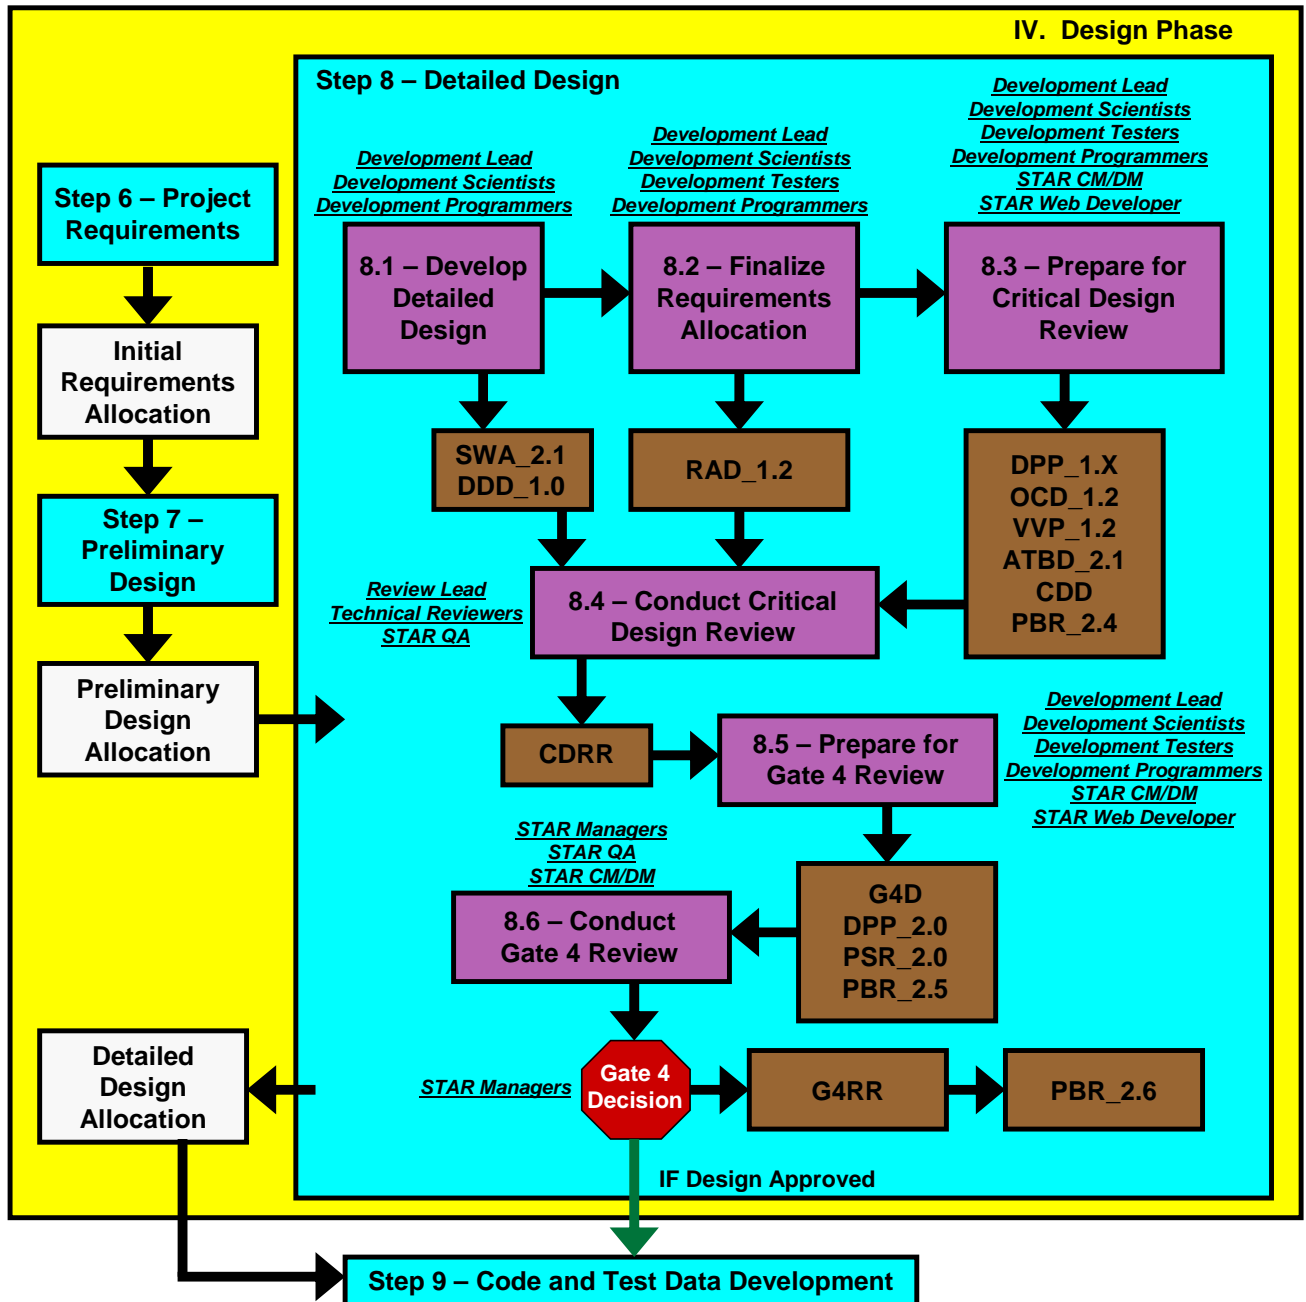 IV. Design Phase
Step 8 – Detailed Design
Development Lead
Development Scientists
Development Programmers
Development Lead
Development Scientists
Development Testers
Development Programmers
Development Lead
Development Scientists
Development Testers
Development Programmers
STAR CM/DM
STAR Web Developer
Step 6 – Project
Requirements
8.1 – Develop
Detailed
Design
8.2 – Finalize
Requirements
Allocation
8.3 – Prepare for
Critical Design
Review
Initial
Requirements
Allocation
SWA_2.1
DDD_1.0
RAD_1.2
DPP_1.X
OCD_1.2
VVP_1.2
ATBD_2.1
CDD
PBR_2.4
Step 7 –
Preliminary
Design
Review Lead
Technical Reviewers
STAR QA
8.4 – Conduct Critical
Design Review
Preliminary
Design
Allocation
CDRR
8.5 – Prepare for
Gate 4 Review
Development Lead
Development Scientists
Development Testers
Development Programmers
STAR CM/DM
STAR Web Developer
STAR Managers
STAR QA
STAR CM/DM
8.6 – Conduct
Gate 4 Review
G4D
DPP_2.0
PSR_2.0
PBR_2.5
Detailed
Design
Allocation
STAR Managers
Gate 4
Decision
G4RR
PBR_2.6
IF Design Approved
Step 9 – Code and Test Data Development